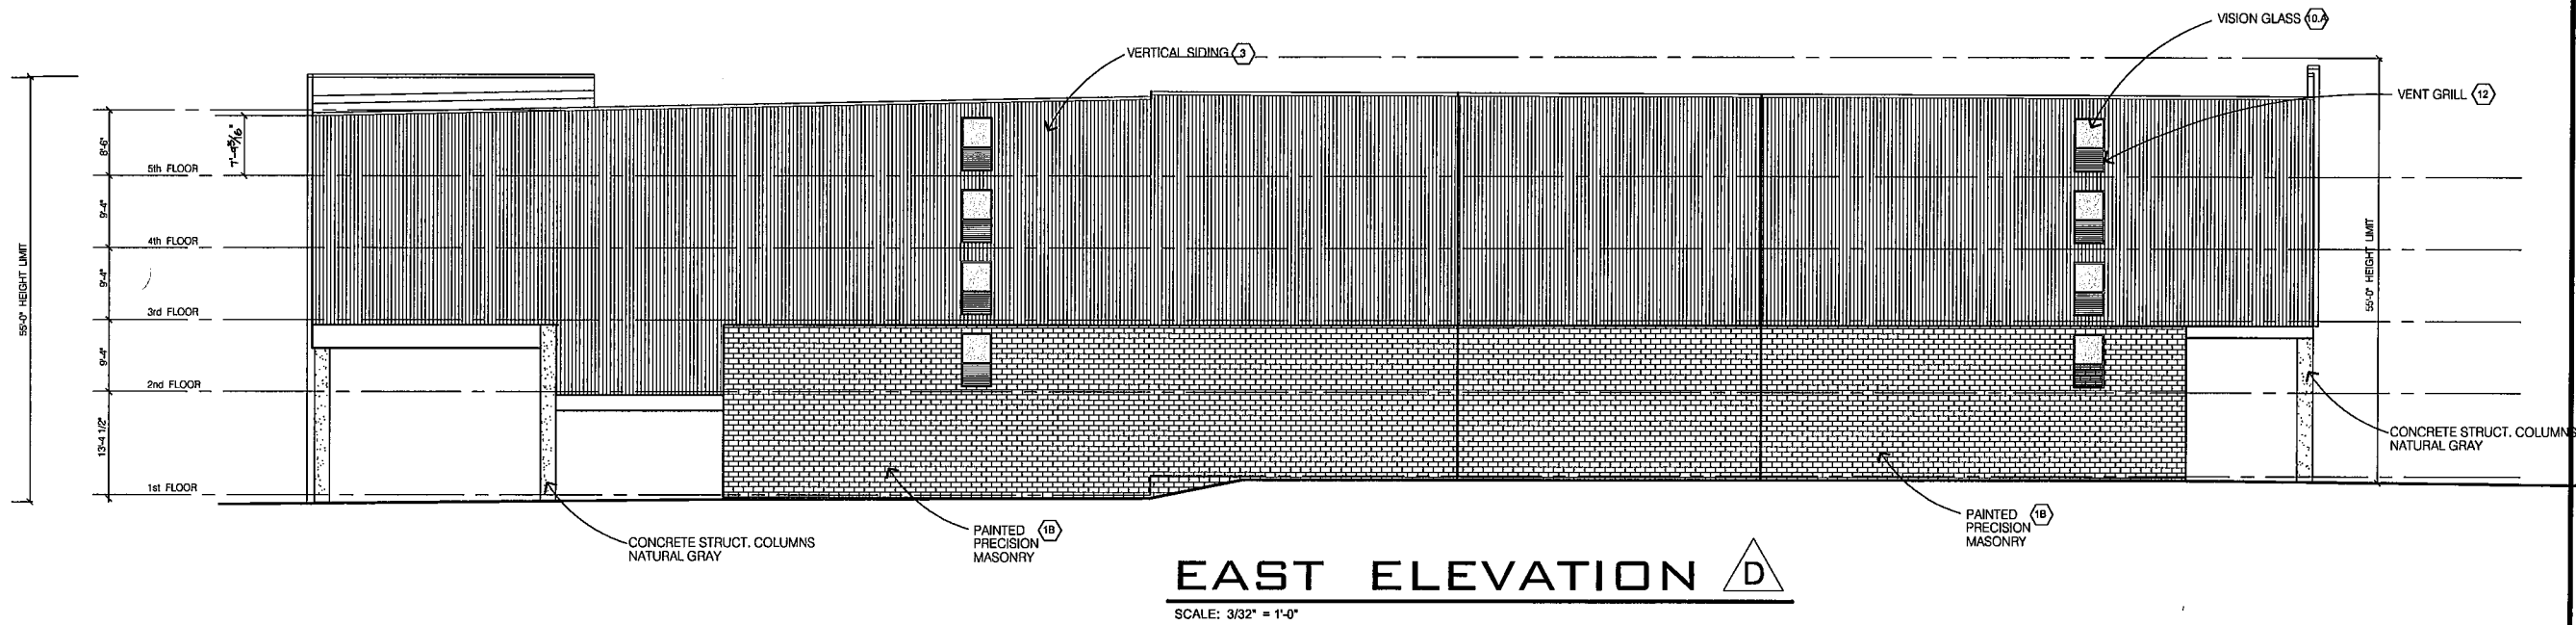 VISION GLASS 10.A
VERTICAL SIDING 3
VENT GRILL 12
8'-6"
5th FLOOR
9'-4"
4th FLOOR
9'-4"
3rd FLOOR
9'-4"
2nd FLOOR
13'-4 1/2"
1st FLOOR
55'-0" HEIGHT LIMIT
55'-0" HEIGHT LIMIT
CONCRETE STRUCT. COLUMNS
NATURAL GRAY
CONCRETE STRUCT. COLUMNS
NATURAL GRAY
PAINTED 1B
PRECISION
MASONRY
PAINTED 1B
PRECISION
MASONRY
EAST ELEVATION D
SCALE: 3/32" = 1'-0"